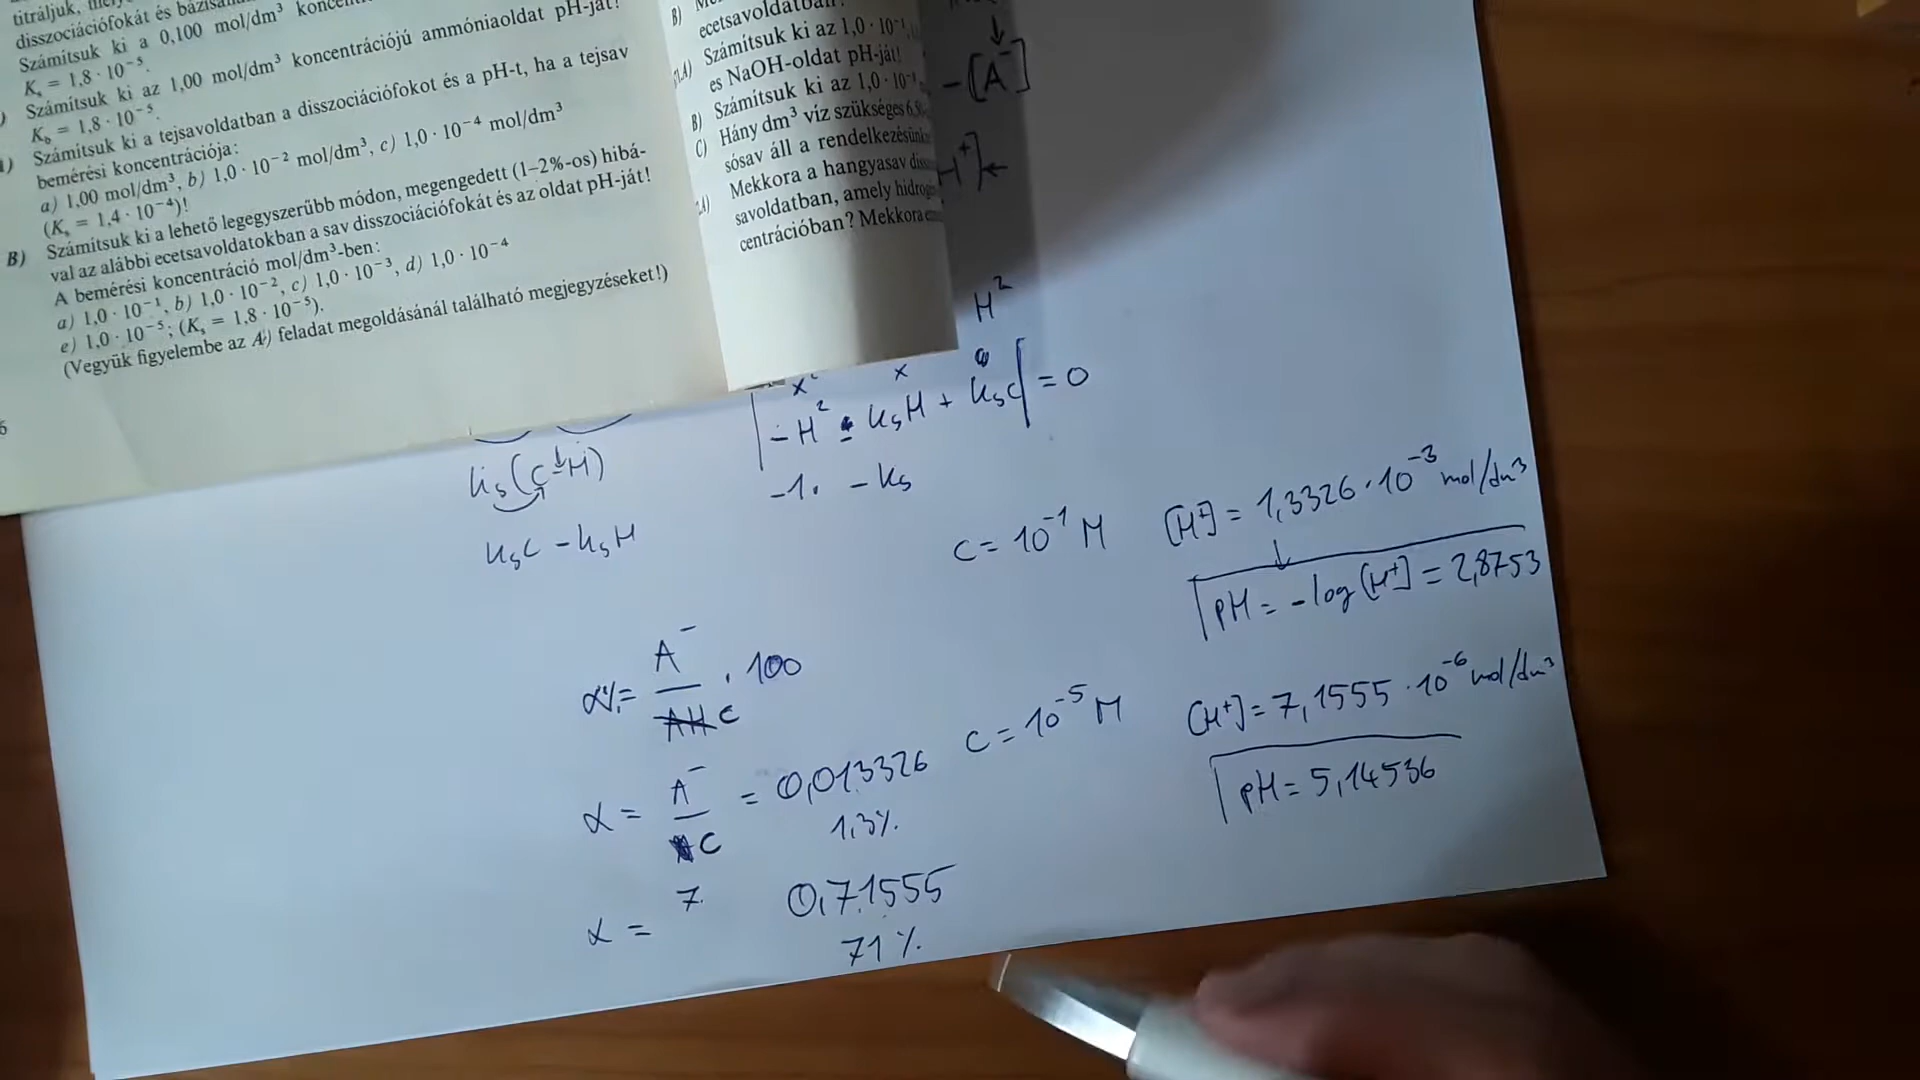 titráljuk,
disszociációfokát és
Számítsuk ki a 0,100 mol/dm³
Kₛ = 1,8 · 10⁻⁵.
Számítsuk ki az 1,00 mol/dm³ koncentrációjú ammóniaoldat pH-ját!
K_b = 1,8 · 10⁻⁵.
Számítsuk ki a tejsavoldatban a disszociációfokot és a pH-t, ha a tejsav
bemérési koncentrációja:
a) 1,00 mol/dm³, b) 1,0 · 10⁻² mol/dm³, c) 1,0 · 10⁻⁴ mol/dm³
(Kₛ = 1,4 · 10⁻⁴)!
B) Számítsuk ki a lehető legegyszerűbb módon, megengedett (1–2%-os) hibá-
val az alábbi ecetsavoldatokban a sav disszociációfokát és az oldat pH-ját!
A bemérési koncentráció mol/dm³-ben:
a) 1,0 · 10⁻¹, b) 1,0 · 10⁻², c) 1,0 · 10⁻³, d) 1,0 · 10⁻⁴
e) 1,0 · 10⁻⁵; (Kₛ = 1,8 · 10⁻⁵).
(Vegyük figyelembe az A) feladat megoldásánál található megjegyzéseket!)
6
B)
ecetsavoldatban?
A) Számítsuk ki az 1,0 · 10⁻¹
es NaOH-oldat pH-ját!
B) Számítsuk ki az 1,0 · 10
C) Hány dm³ víz szükséges
sósav áll a rendelkezésünk
A) Mekkora a hangyasav
savoldatban, amely
centrációban? Mekkora
-[A⁻]
H⁺]←
H²
x² x
-H² - KₛH + Kₛc = 0
-1. -Kₛ
Kₛ(c-H)
Kₛc - KₛH
c = 10⁻¹ M
[H⁺] = 1,3326 · 10⁻³ mol/dm³
pH = -log[H⁺] = 2,8753
α% = A⁻ / c · 100
c = 10⁻⁵ M
[H⁺] = 7,1555 · 10⁻⁶ mol/dm³
pH = 5,14536
α = A⁻ / c = 0,013326
1,3%
α = 7. 0,71555
71%